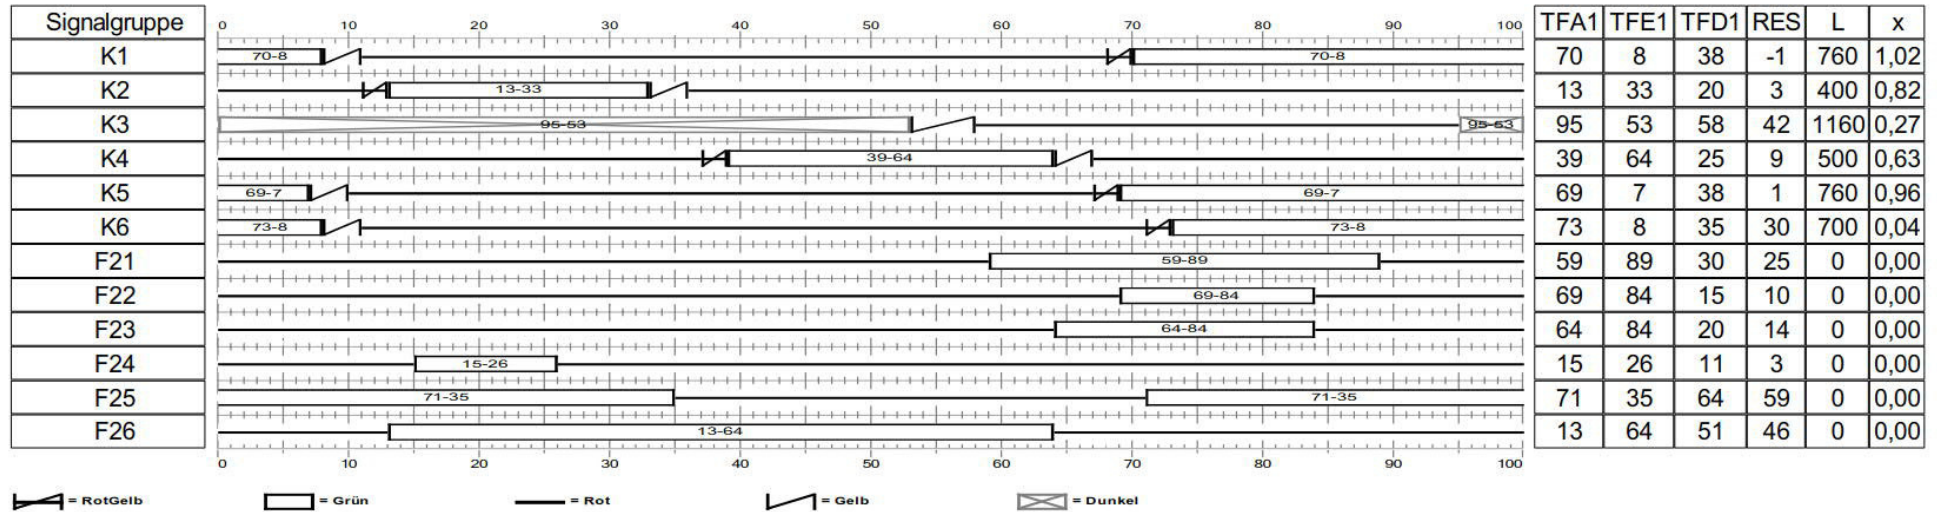 Signalgruppe 0 10 20 30 40 50 60 70 80 90 100 TFA1 TFE1 TFD1 RES L x
K1 70-8 70-8 70 8 38 -1 760 1,02
K2 13-33 13 33 20 3 400 0,82
K3 95-53 95-53 95 53 58 42 1160 0,27
K4 39-64 39 64 25 9 500 0,63
K5 69-7 69-7 69 7 38 1 760 0,96
K6 73-8 73-8 73 8 35 30 700 0,04
F21 59-89 59 89 30 25 0 0,00
F22 69-84 69 84 15 10 0 0,00
F23 64-84 64 84 20 14 0 0,00
F24 15-26 15 26 11 3 0 0,00
F25 71-35 71-35 71 35 64 59 0 0,00
F26 13-64 13 64 51 46 0 0,00
0 10 20 30 40 50 60 70 80 90 100
= RotGelb = Grün = Rot = Gelb = Dunkel